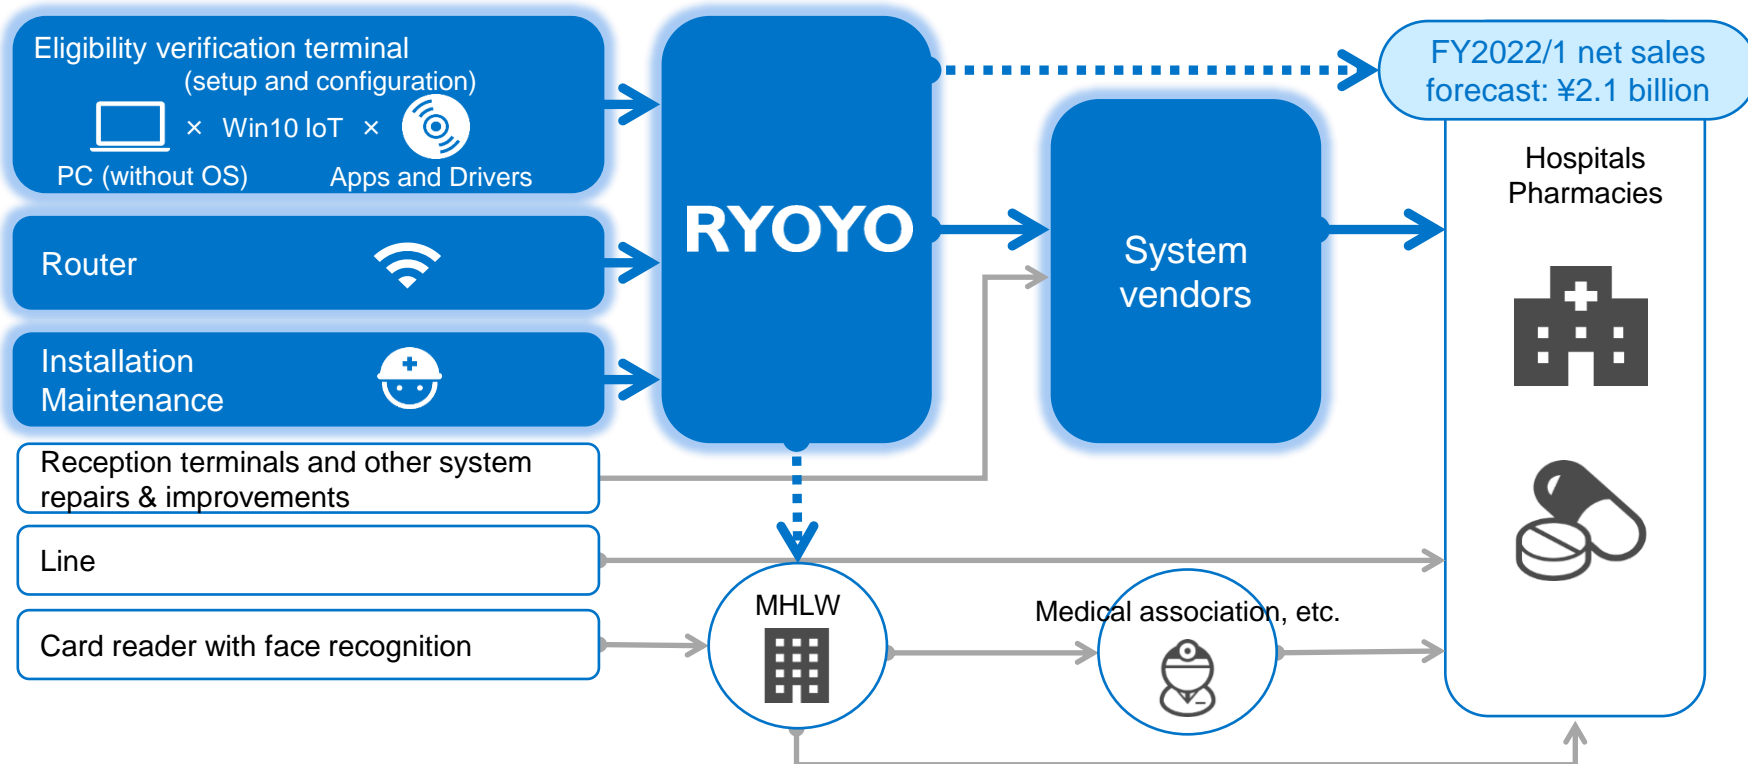 Eligibility verification terminal
(setup and configuration)
× Win10 IoT ×
PC (without OS)
Apps and Drivers
Router
Installation
Maintenance
Reception terminals and other system
repairs & improvements
Line
Card reader with face recognition
RYOYO
System
vendors
MHLW
Medical association, etc.
FY2022/1 net sales
forecast: ¥2.1 billion
Hospitals
Pharmacies